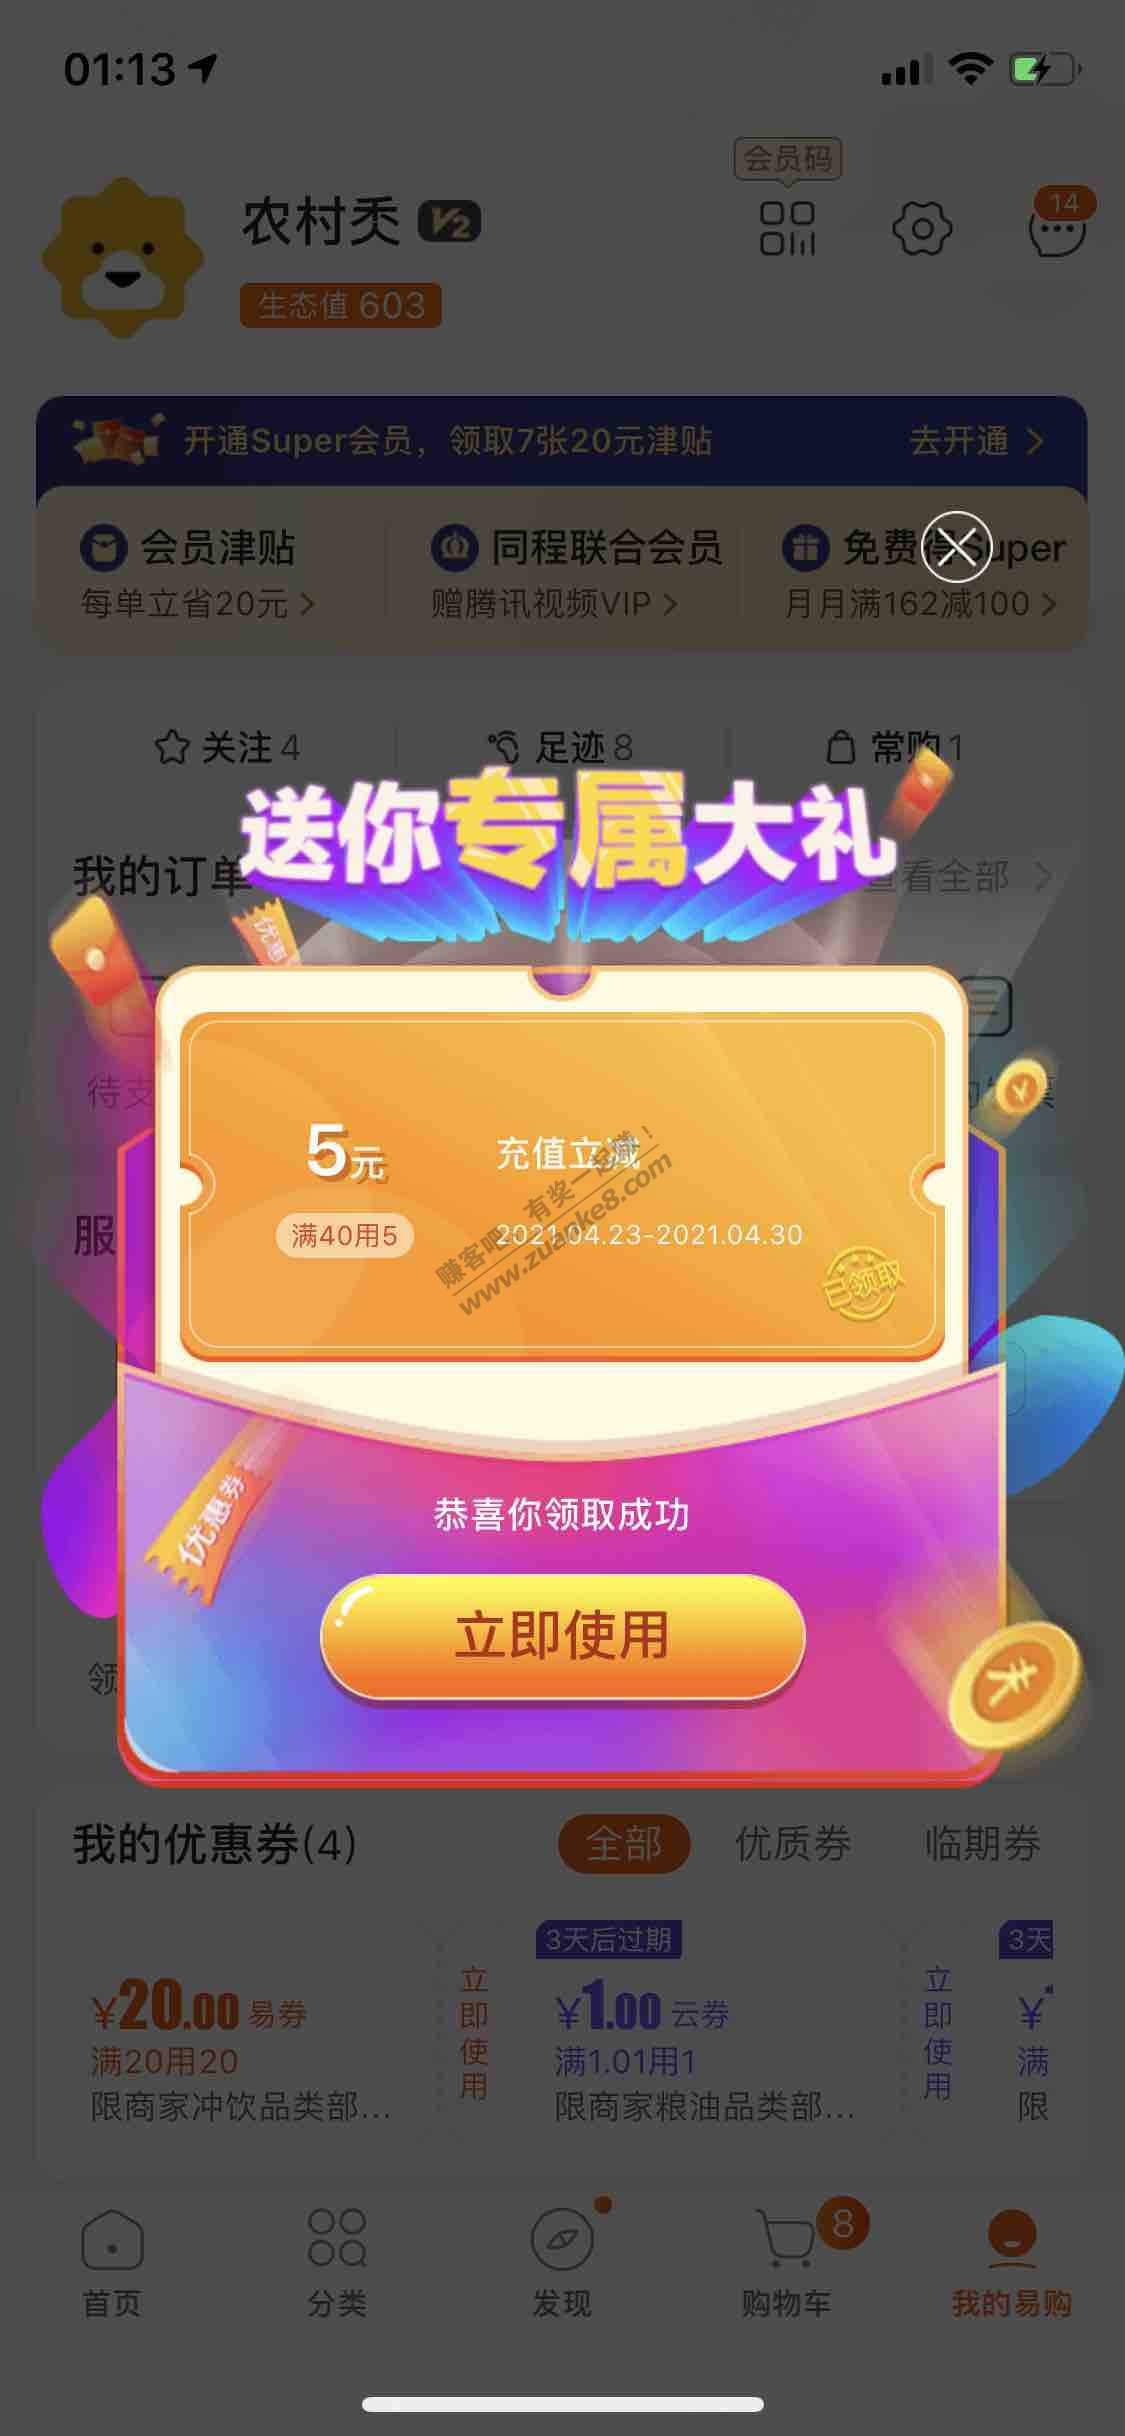 01:13
会员码
14
农村天 V2
生态值 603
开通Super会员，领取7张20元津贴 去开通
会员津贴 同程联合会员 免费得Super
每单立省20元 赠腾讯视频VIP 月月满162减100
关注 4 足迹 8 常购 1
送你专属大礼
我的订单 查看全部
优惠
待支
5元 充值立减
满40用5 2021.04.23-2021.04.30
已领取
赚客吧，有奖一起赚！
www.zuanke8.com
服
优惠券
恭喜你领取成功
立即使用
领
我的优惠券(4) 全部 优质券 临期券
3天后过期 3天
¥20.00 易券 立即使用 ¥1.00 云券 立即使用 ¥
满20用20 满1.01用1 满
限商家冲饮品类部... 限商家粮油品类部... 限
8
首页 分类 发现 购物车 我的易购